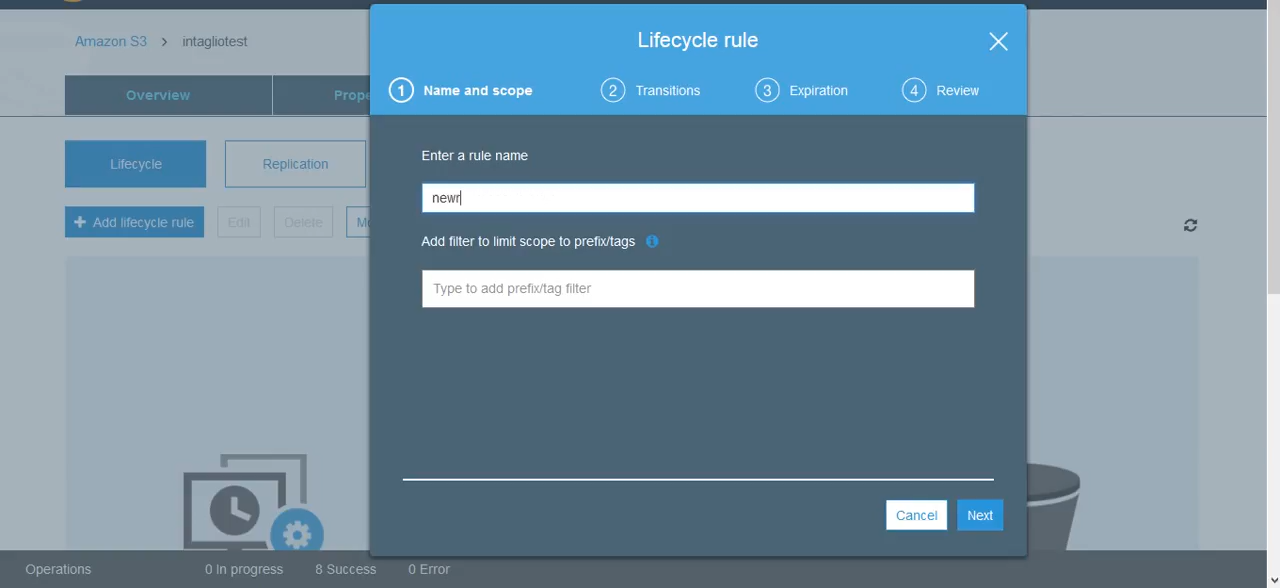 Lifecycle rule
Amazon S3 > intagliotest
1 Name and scope 2 Transitions 3 Expiration 4 Review
Overview
Lifecycle Replication
Enter a rule name
newr
+ Add lifecycle rule Edit Delete
Add filter to limit scope to prefix/tags
Type to add prefix/tag filter
Cancel Next
Operations 0 In progress 8 Success 0 Error